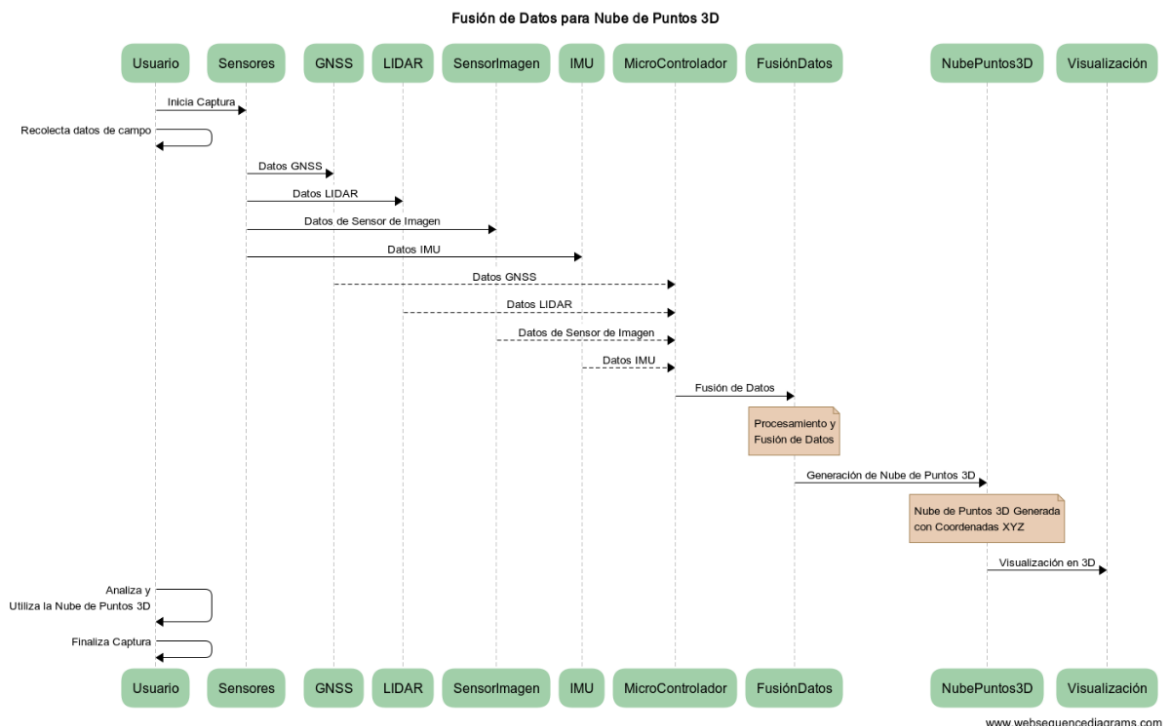 Fusión de Datos para Nube de Puntos 3D
Usuario
Sensores
GNSS
LIDAR
SensorImagen
IMU
MicroControlador
FusiónDatos
NubePuntos3D
Visualización
Inicia Captura
Recolecta datos de campo
Datos GNSS
Datos LIDAR
Datos de Sensor de Imagen
Datos IMU
Datos GNSS
Datos LIDAR
Datos de Sensor de Imagen
Datos IMU
Fusión de Datos
Procesamiento y
Fusión de Datos
Generación de Nube de Puntos 3D
Nube de Puntos 3D Generada
con Coordenadas XYZ
Visualización en 3D
Analiza y
Utiliza la Nube de Puntos 3D
Finaliza Captura
Usuario
Sensores
GNSS
LIDAR
SensorImagen
IMU
MicroControlador
FusiónDatos
NubePuntos3D
Visualización
www.websequencediagrams.com